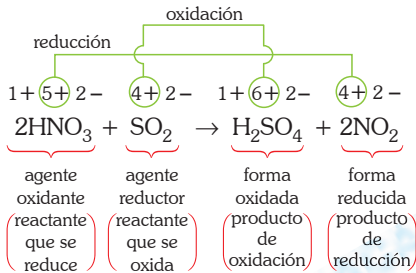 oxidación
reducción
1+ 5+ 2− 4+ 2− 1+ 6+ 2− 4+ 2−
2HNO₃ + SO₂ → H₂SO₄ + 2NO₂
agente oxidante (reactante que se reduce)
agente reductor (reactante que se oxida)
forma oxidada (producto de oxidación)
forma reducida (producto de reducción)